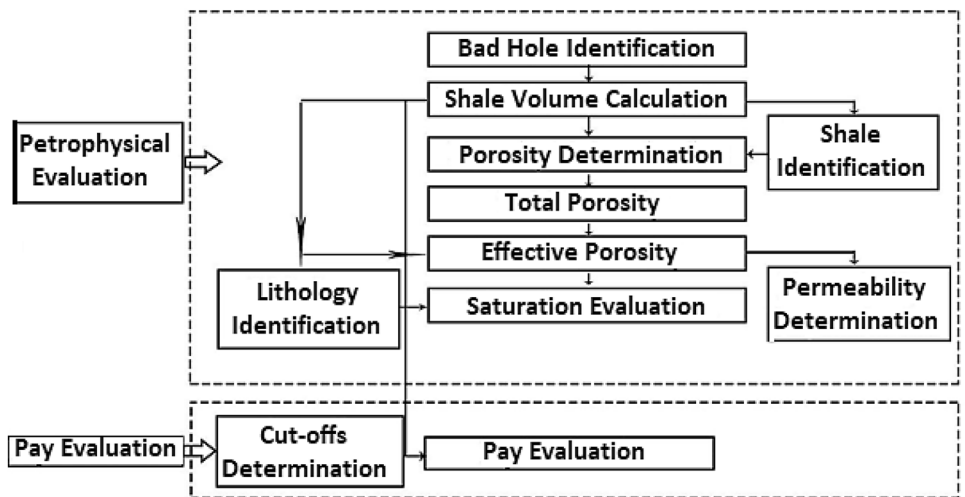 Bad Hole Identification
Shale Volume Calculation
Petrophysical
Evaluation
Porosity Determination
Shale
Identification
Total Porosity
Effective Porosity
Lithology
Identification
Saturation Evaluation
Permeability
Determination
Pay Evaluation
Cut-offs
Determination
Pay Evaluation